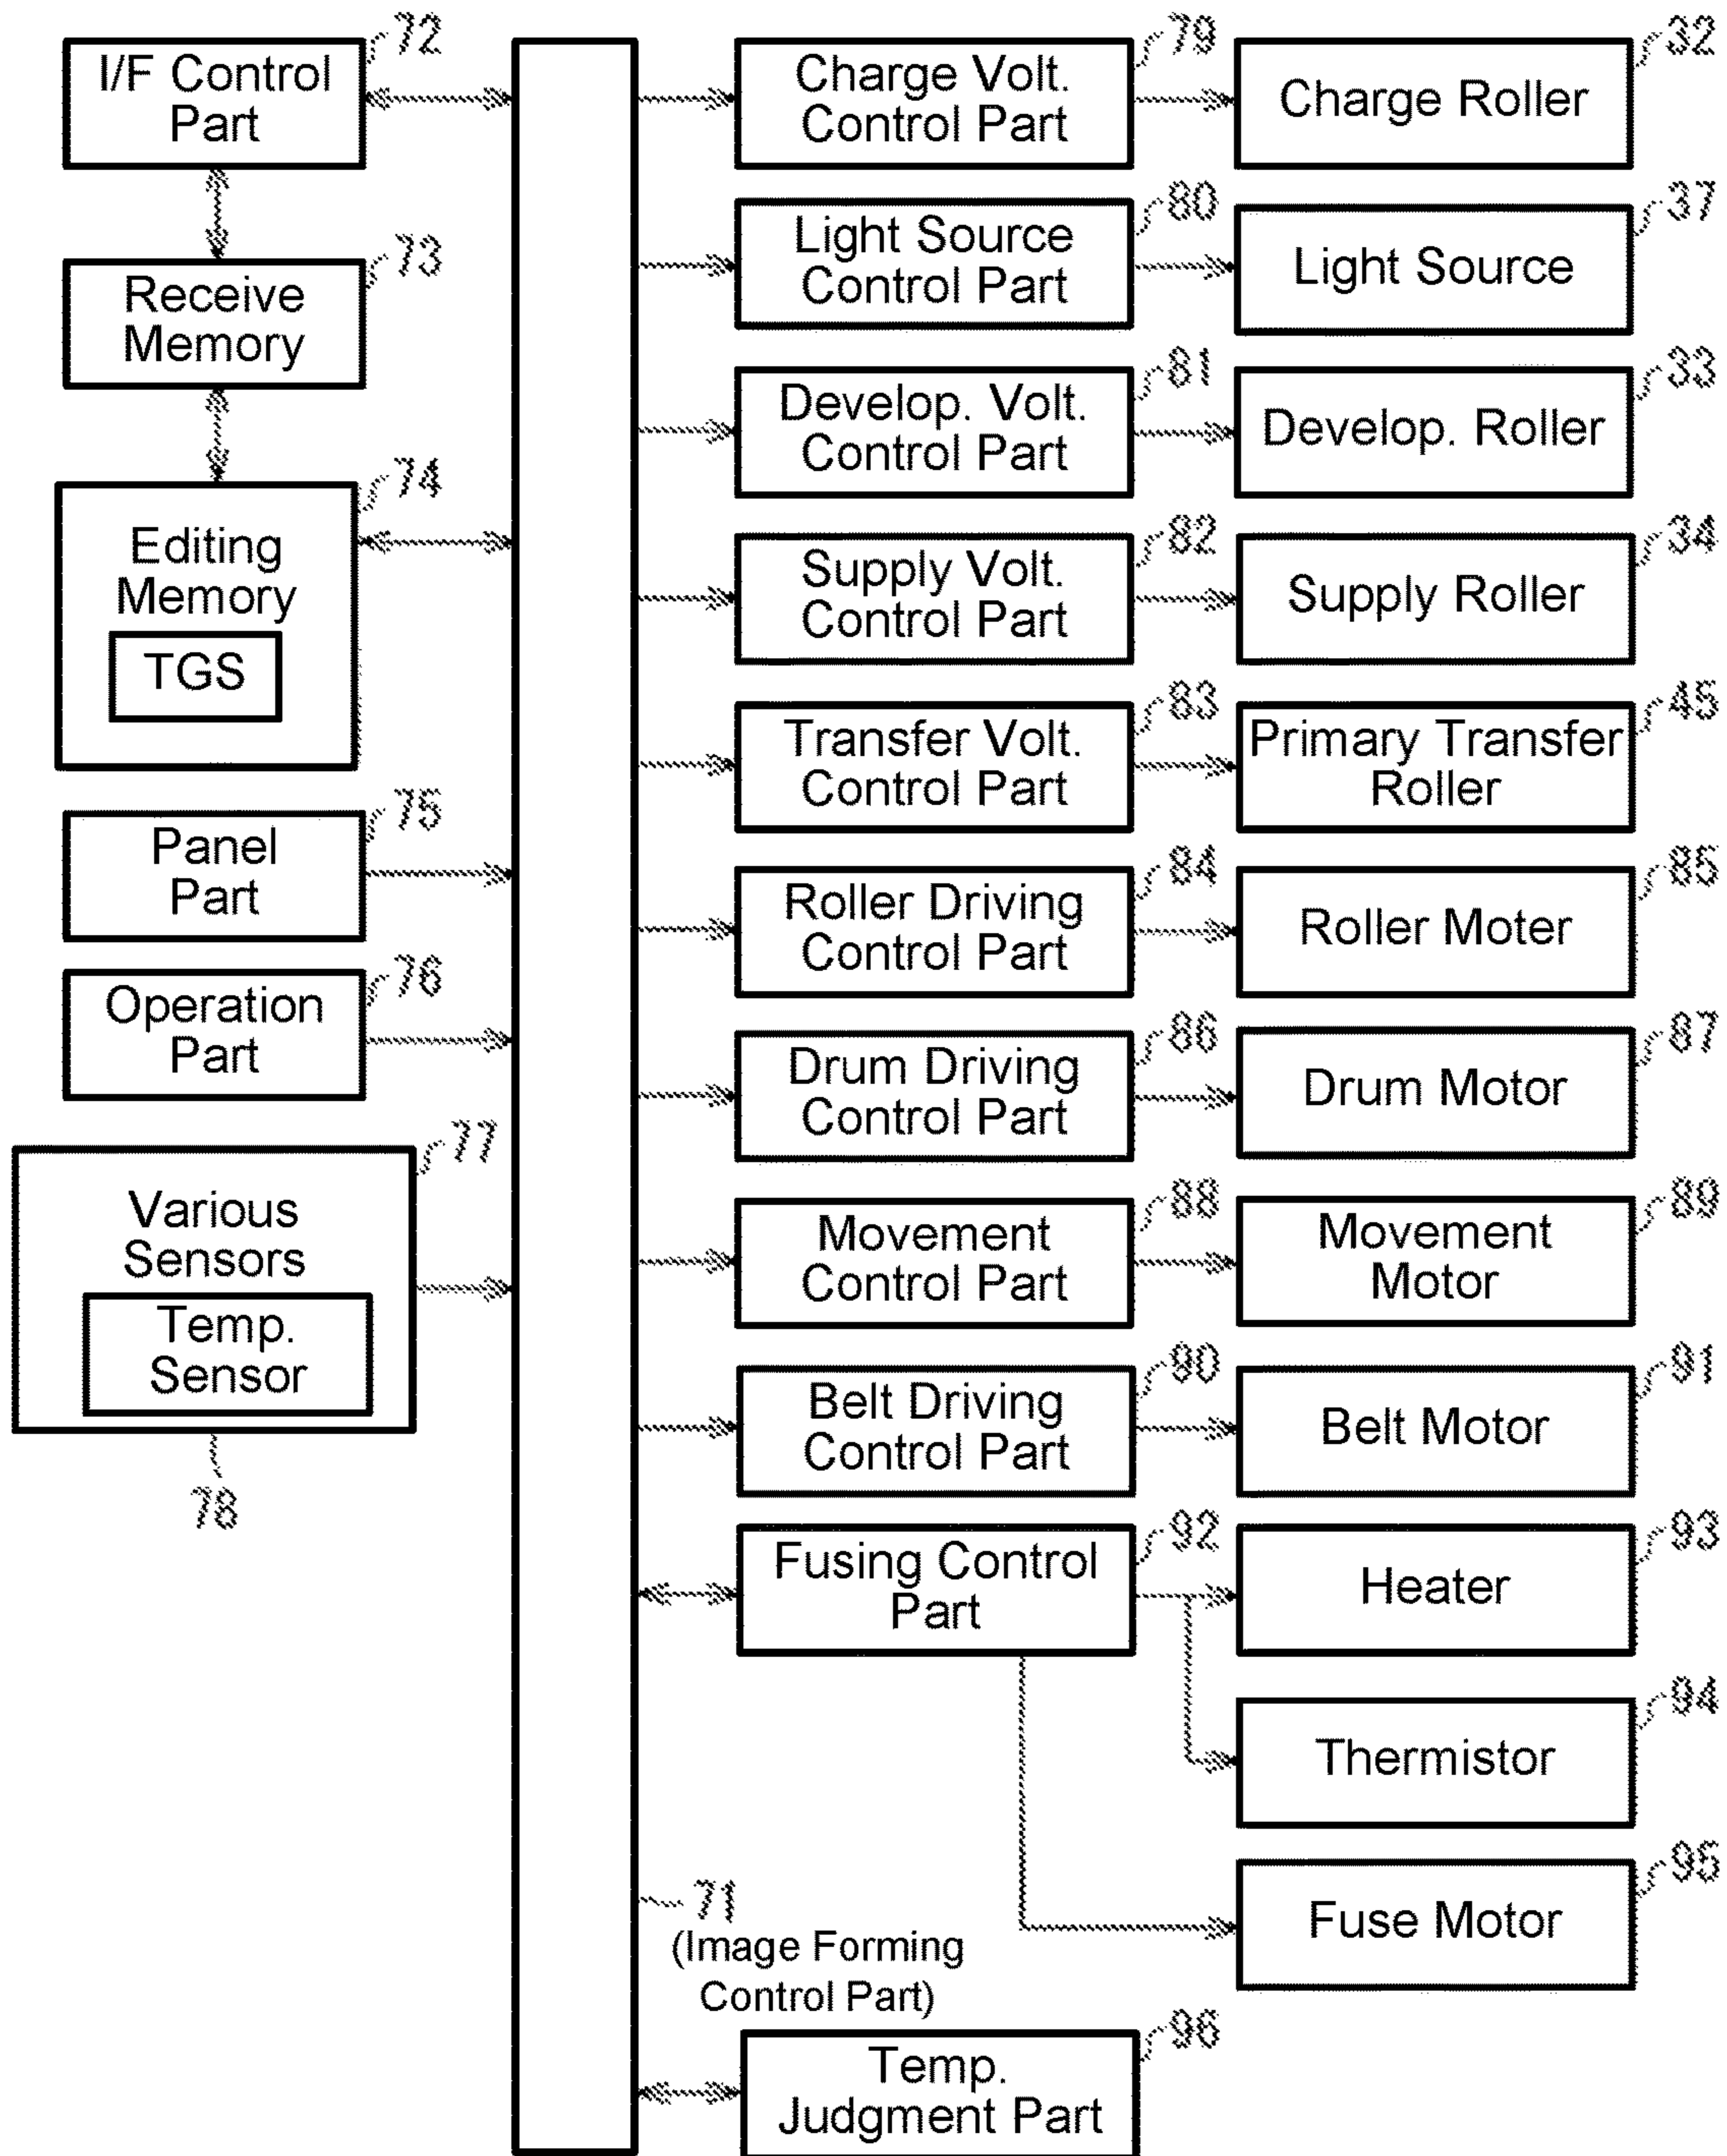 72
I/F Control
Part
73
Receive
Memory
74
Editing
Memory
TGS
75
Panel
Part
76
Operation
Part
77
Various
Sensors
Temp.
Sensor
78
79
Charge Volt.
Control Part
32
Charge Roller
80
Light Source
Control Part
37
Light Source
81
Develop. Volt.
Control Part
33
Develop. Roller
82
Supply Volt.
Control Part
34
Supply Roller
83
Transfer Volt.
Control Part
45
Primary Transfer
Roller
84
Roller Driving
Control Part
85
Roller Moter
86
Drum Driving
Control Part
87
Drum Motor
88
Movement
Control Part
89
Movement
Motor
90
Belt Driving
Control Part
91
Belt Motor
92
Fusing Control
Part
93
Heater
94
Thermistor
95
Fuse Motor
71
(Image Forming
Control Part)
96
Temp.
Judgment Part